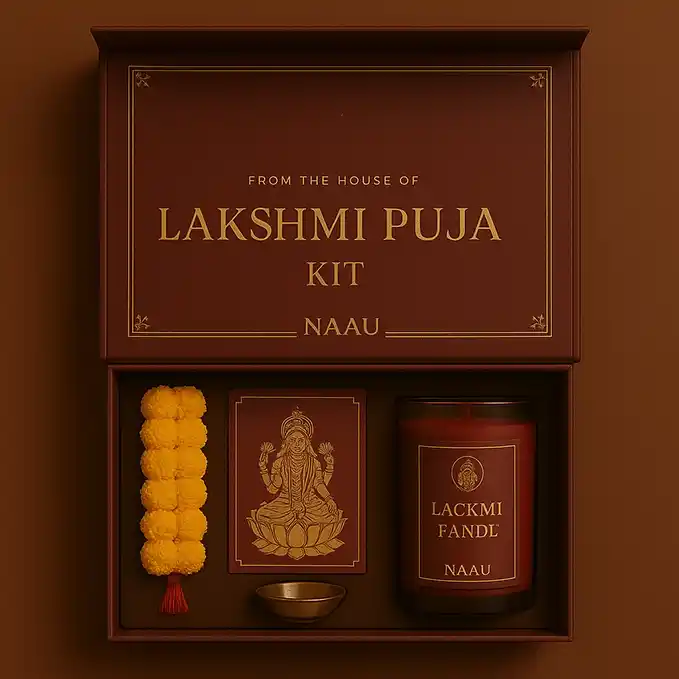 FROM THE HOUSE OF
LAKSHMI PUJA
KIT
NAAU
LACKMI
FANDL
NAAU